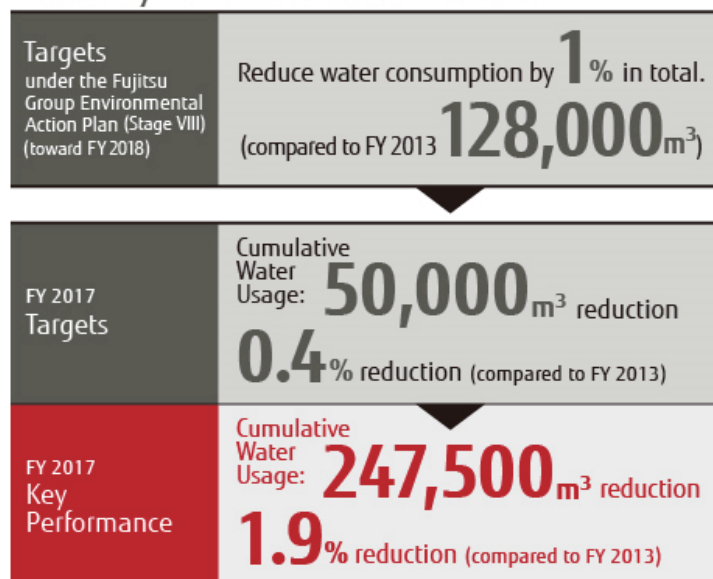 Targets
under the Fujitsu
Group Environmental
Action Plan (Stage VIII)
(toward FY 2018)
Reduce water consumption by 1% in total.
(compared to FY 2013 128,000m³)
FY 2017
Targets
Cumulative
Water
Usage: 50,000m³ reduction
0.4% reduction (compared to FY 2013)
FY 2017
Key
Performance
Cumulative
Water
Usage: 247,500m³ reduction
1.9% reduction (compared to FY 2013)